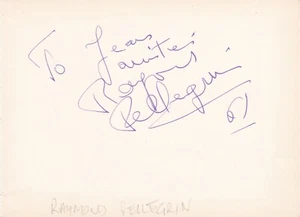 To Jean
amitiés
Raymond
Pellegrin
61
RAYMOND PELLEGRIN